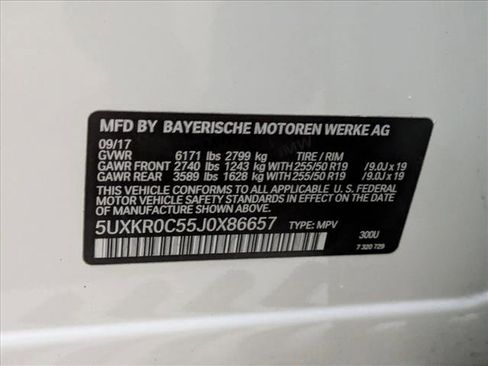 MFD BY BAYERISCHE MOTOREN WERKE AG
09/17
GVWR 6171 lbs 2799 kg TIRE / RIM
GAWR FRONT 2740 lbs 1243 kg WITH 255/50 R19 /9.0J x 19
GAWR REAR 3589 lbs 1628 kg WITH 255/50 R19 /9.0J x 19
THIS VEHICLE CONFORMS TO ALL APPLICABLE U. S. FEDERAL
MOTOR VEHICLE SAFETY STANDARDS IN EFFECT ON THE DATE
OF MANUFACTURE SHOWN ABOVE.
5UXKR0C55J0X86657 TYPE: MPV 300U
7 320 729